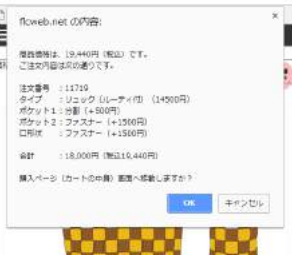 flcweb.net の内容:
×
商品価格は、19,440円（税込）です。
ご注文内容は次の通りです。
注文番号 ：11719
タイプ ：リュック（ルーティ付）（14500円）
ポケット1：分割（+500円）
ポケット2：ファスナー（+1500円）
口形状 ：ファスナー（+1500円）
合計 ：18,000円（税込19,440円）
購入ページ（カートの中身）画面へ移動しますか？
OK キャンセル